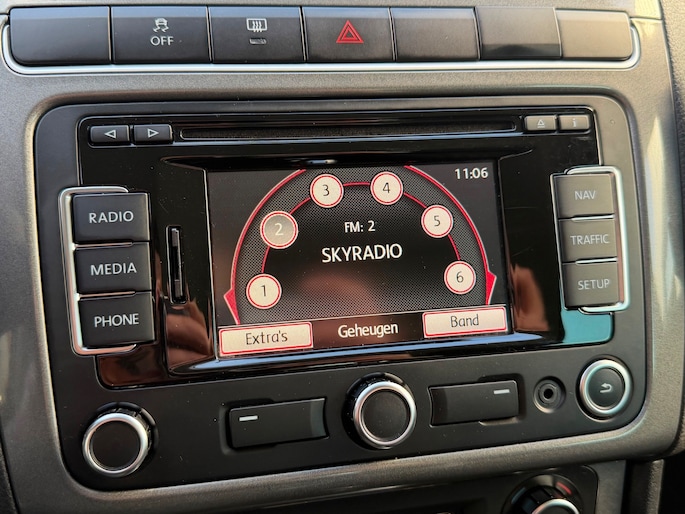 OFF
i
RADIO
MEDIA
PHONE
3
4
11:06
2
FM: 2
5
SKYRADIO
1
6
Extra's
Geheugen
Band
NAV
TRAFFIC
SETUP